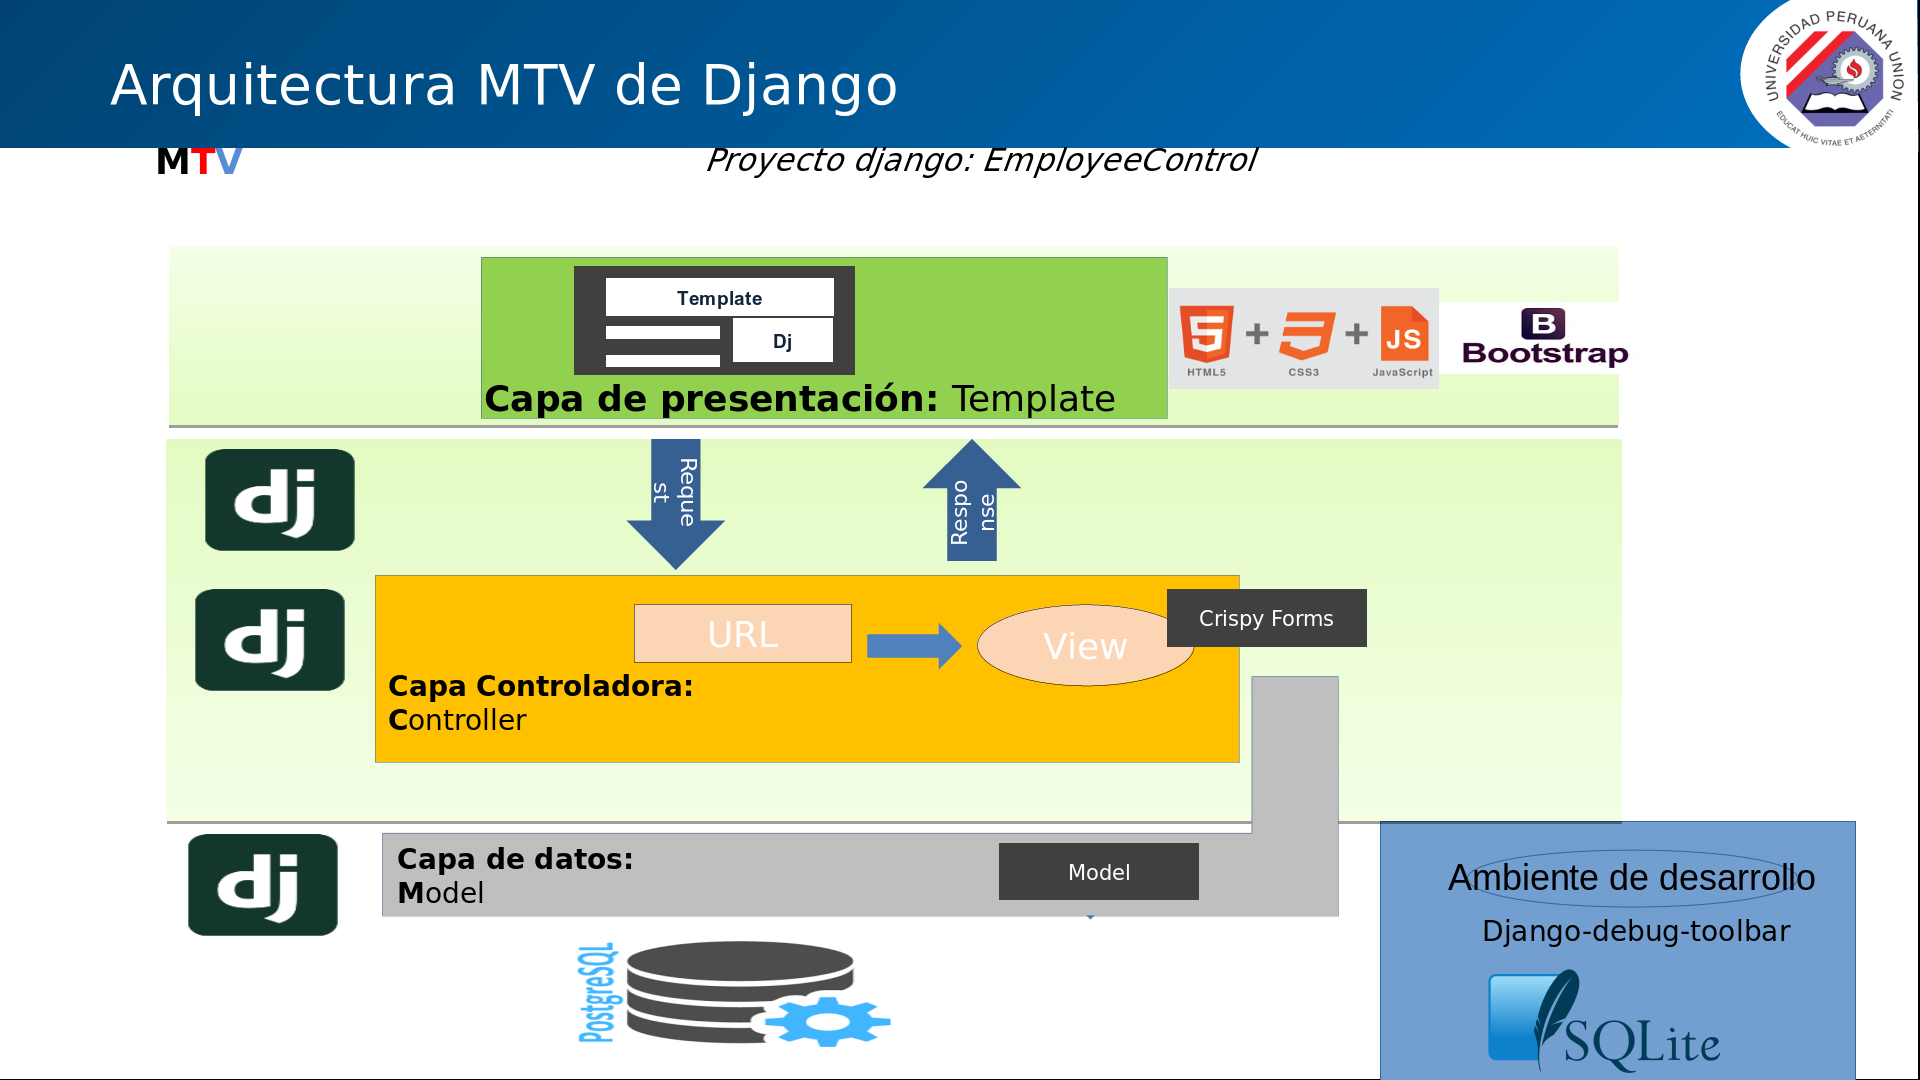 Arquitectura MTV de Django
UNIVERSIDAD PERUANA UNION
EDUCAT HUIC VITAE ET AETERNITATI
MTV
Proyecto django: EmployeeControl
Template
Dj
Capa de presentación: Template
HTML5
CSS3
JS
JavaScript
B
Bootstrap
dj
Reque
st
Respo
nse
dj
URL
View
Crispy Forms
Capa Controladora:
Controller
dj
Capa de datos:
Model
Model
Ambiente de desarrollo
Django-debug-toolbar
SQLite
PostgreSQL